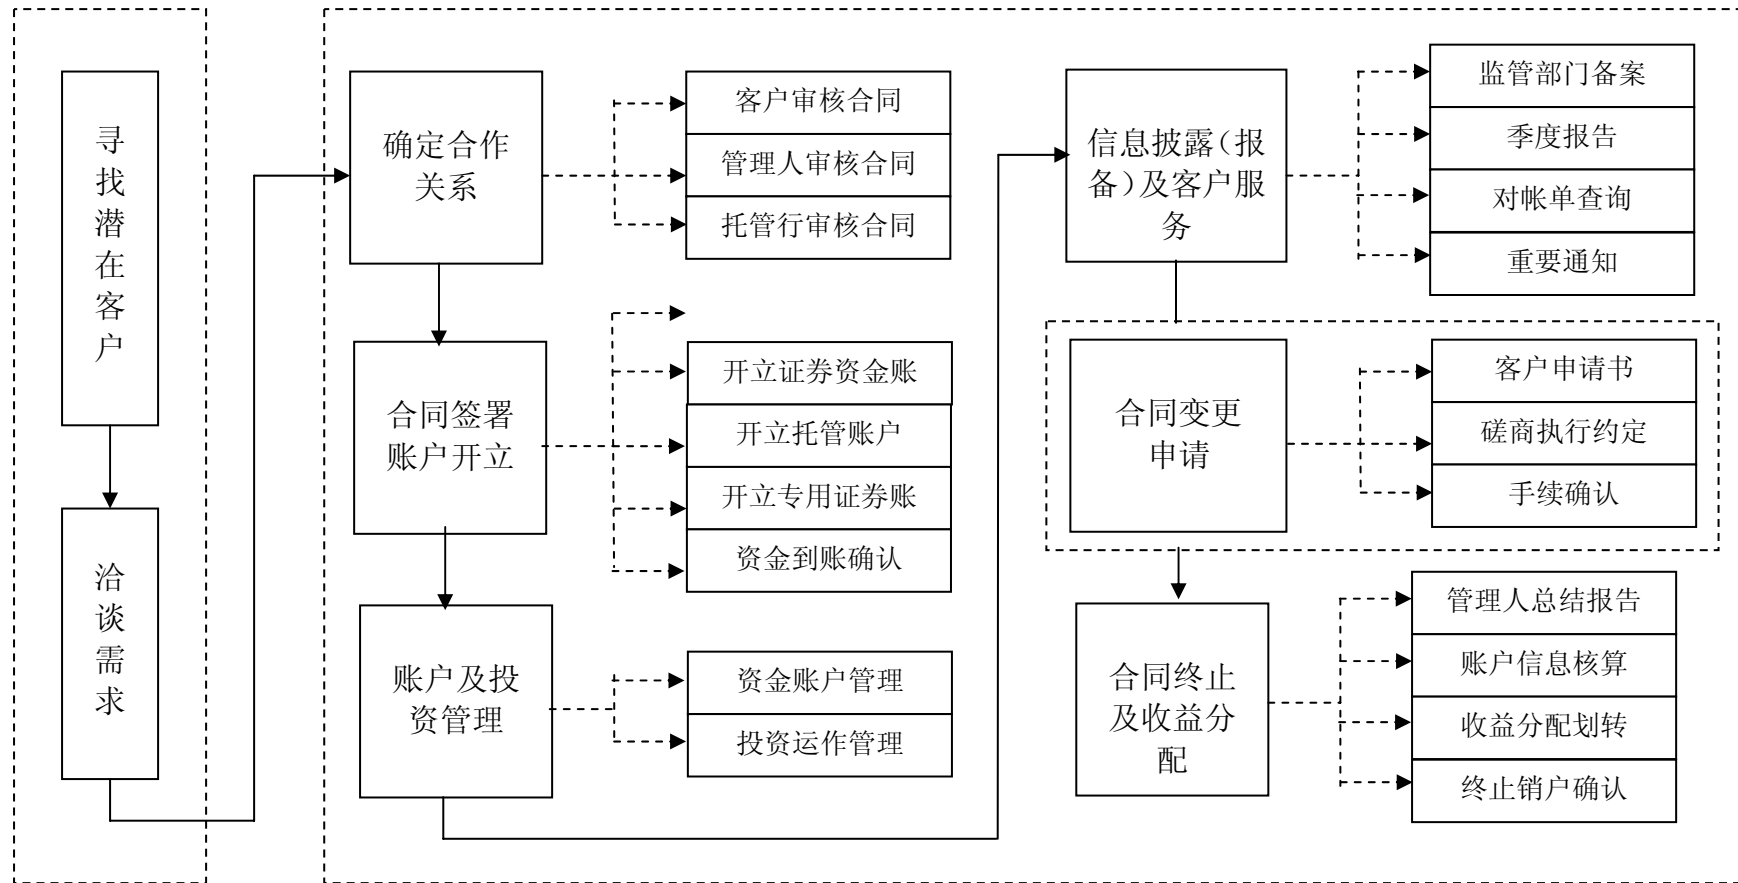 寻找潜在客户
洽谈需求
确定合作
关系
客户审核合同
管理人审核合同
托管行审核合同
合同签署
账户开立
开立证券资金账
开立托管账户
开立专用证券账
资金到账确认
账户及投
资管理
资金账户管理
投资运作管理
信息披露（报
备）及客户服
务
监管部门备案
季度报告
对帐单查询
重要通知
合同变更
申请
客户申请书
磋商执行约定
手续确认
合同终止
及收益分
配
管理人总结报告
账户信息核算
收益分配划转
终止销户确认